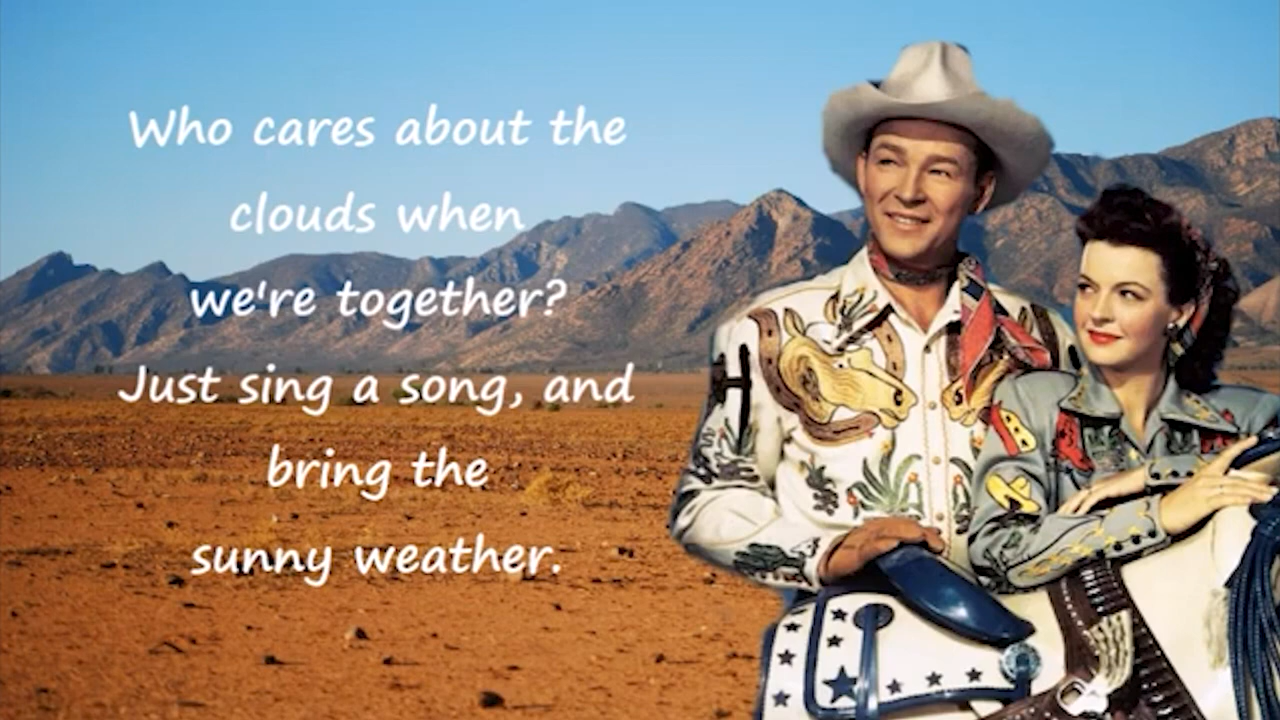 Who cares about the
clouds when
we're together?
Just sing a song, and
bring the
sunny weather.